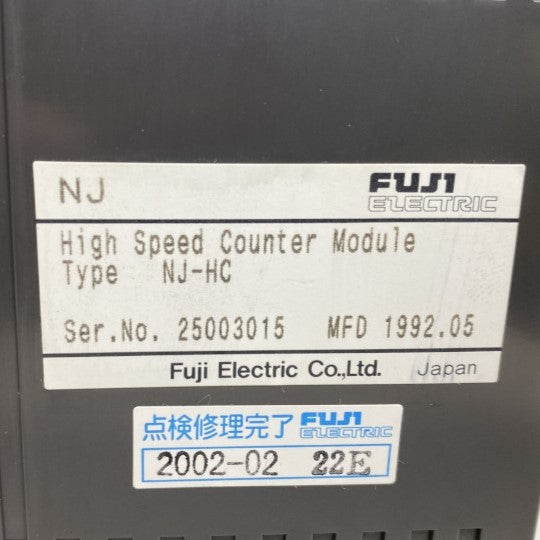 NJ FUJI ELECTRIC
High Speed Counter Module
Type NJ-HC
Ser.No. 25003015 MFD 1992.05
Fuji Electric Co.,Ltd. Japan
点検修理完了 FUJI ELECTRIC
2002-02 22E